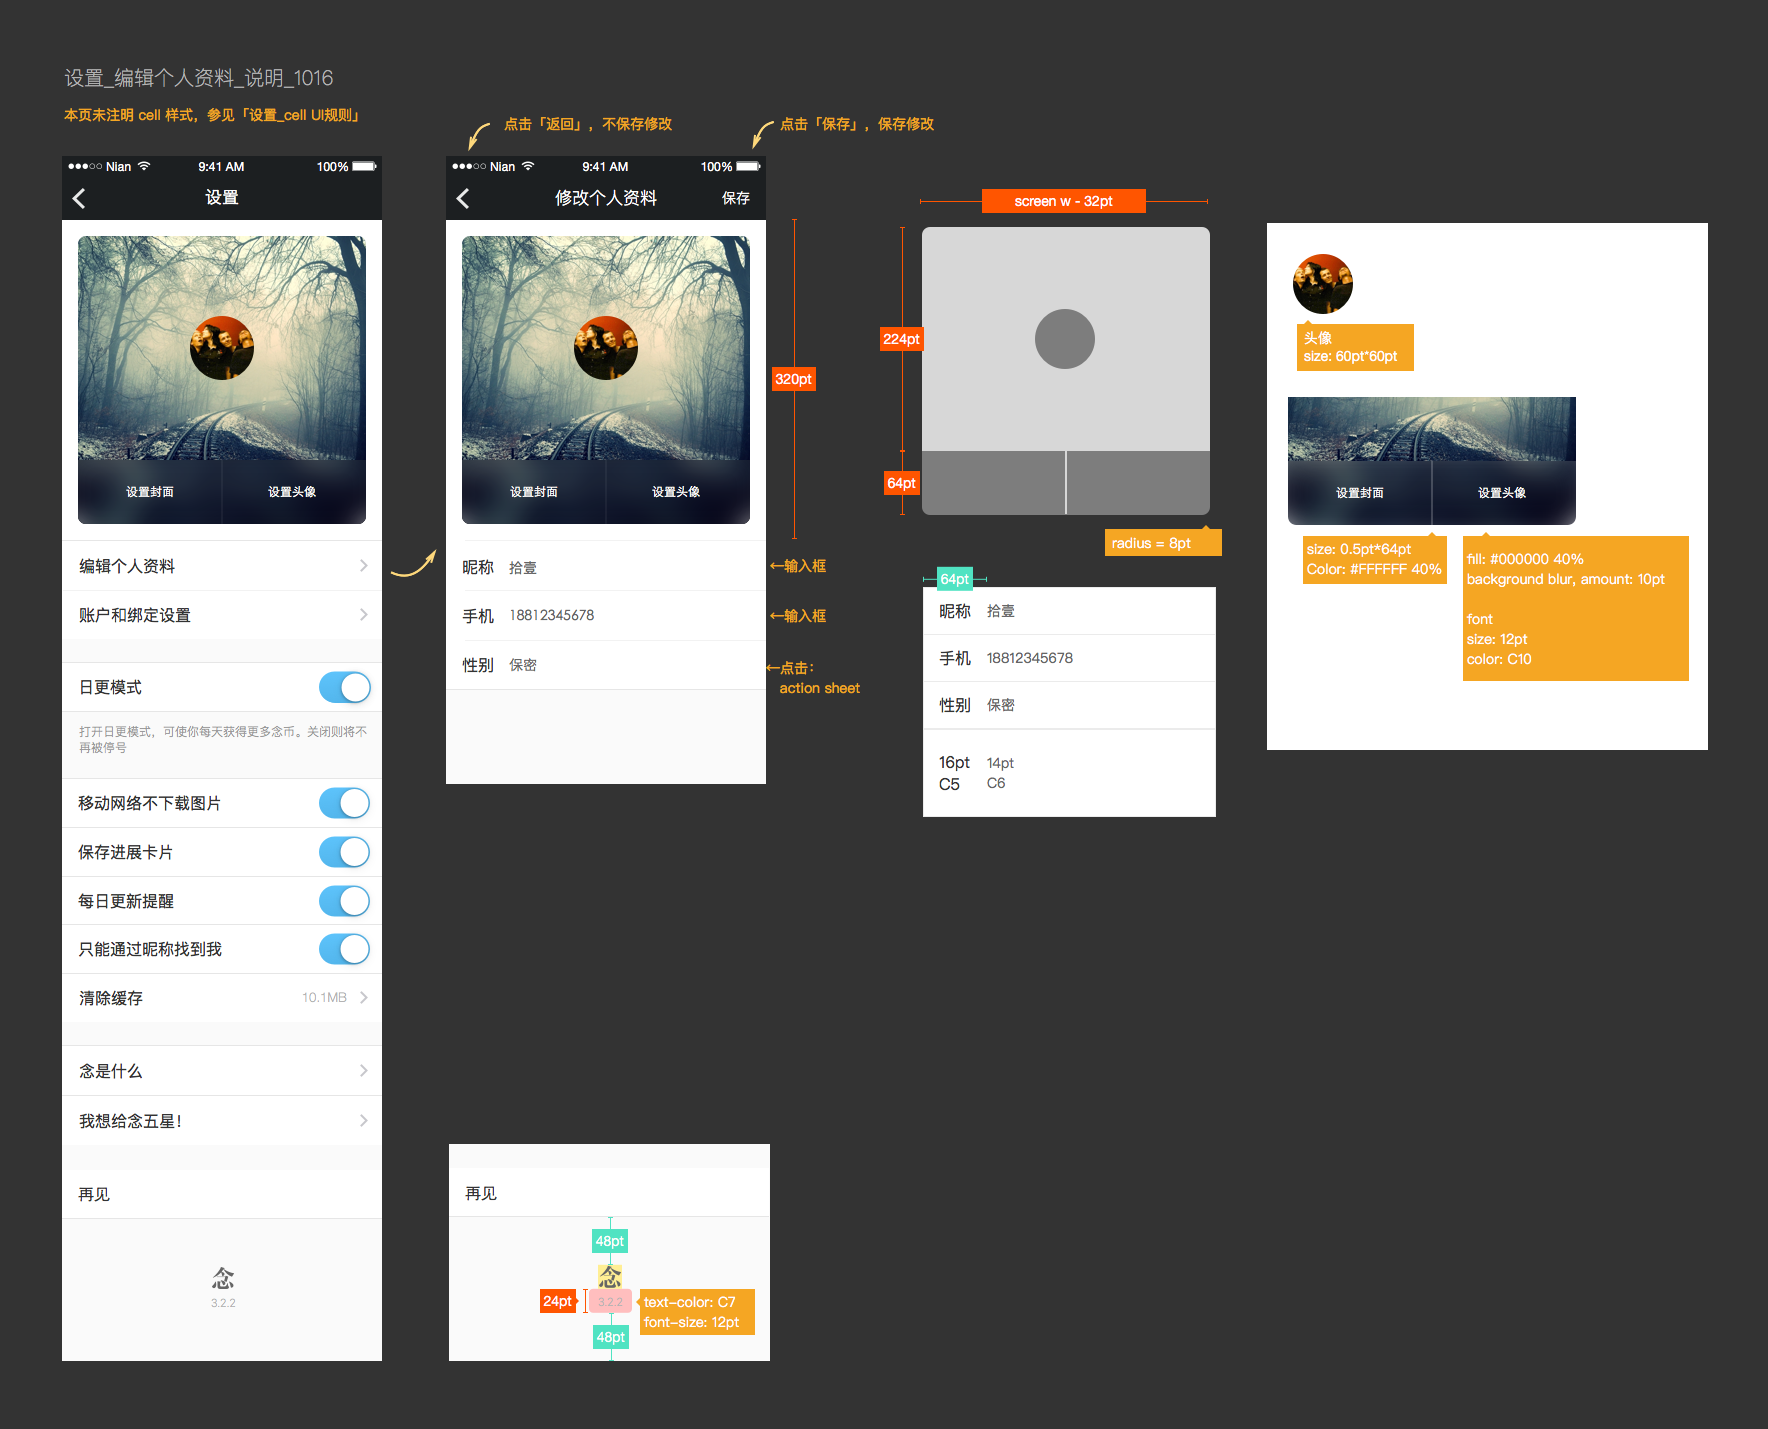 设置_编辑个人资料_说明_1016
本页未注明 cell 样式，参见「设置_cell UI规则」
点击「返回」，不保存修改
点击「保存」，保存修改
Nian
9:41 AM
100%
设置
设置封面
设置头像
编辑个人资料
账户和绑定设置
日更模式
打开日更模式，可使你每天获得更多念币。关闭则将不
再被停号
移动网络不下载图片
保存进展卡片
每日更新提醒
只能通过昵称找到我
清除缓存
10.1MB
念是什么
我想给念五星！
再见
念
3.2.2
Nian
9:41 AM
100%
修改个人资料
保存
设置封面
设置头像
昵称 拾壹
手机 18812345678
性别 保密
320pt
←输入框
←输入框
←点击：
action sheet
再见
48pt
念
24pt
3.2.2
text-color: C7
font-size: 12pt
48pt
screen w - 32pt
224pt
64pt
radius = 8pt
64pt
昵称 拾壹
手机 18812345678
性别 保密
16pt 14pt
C5 C6
头像
size: 60pt*60pt
设置封面
设置头像
size: 0.5pt*64pt
Color: #FFFFFF 40%
fill: #000000 40%
background blur, amount: 10pt
font
size: 12pt
color: C10